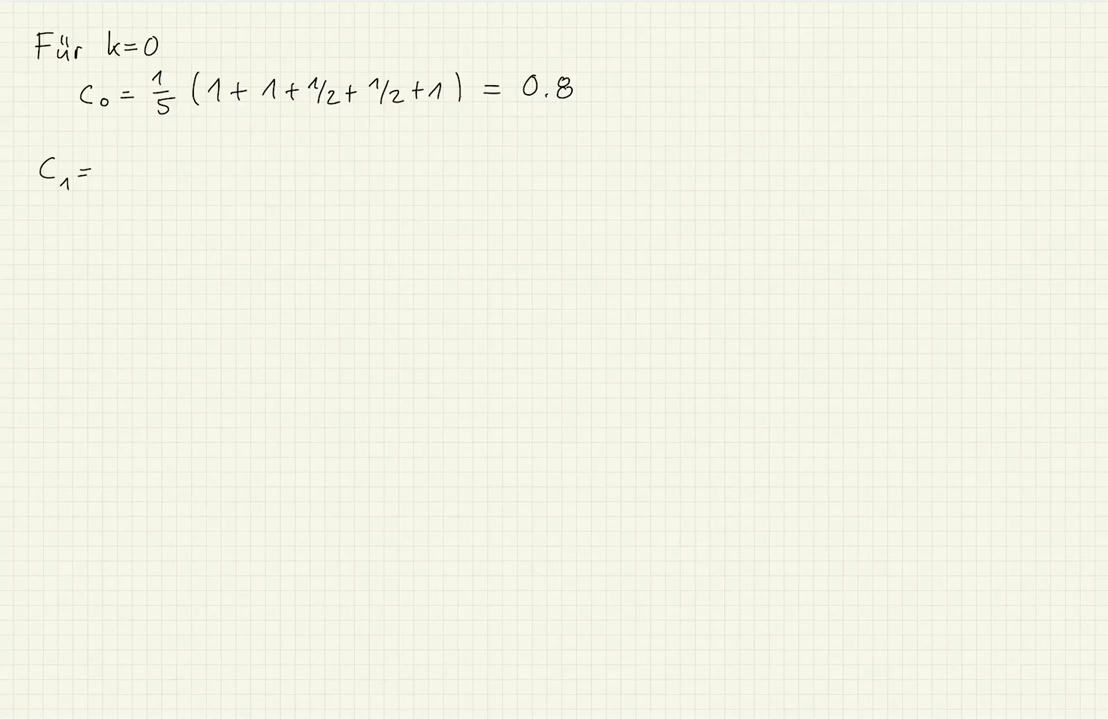 Für k=0
c₀ = 1/5 (1 + 1 + 1/2 + 1/2 + 1) = 0.8
C₁ =